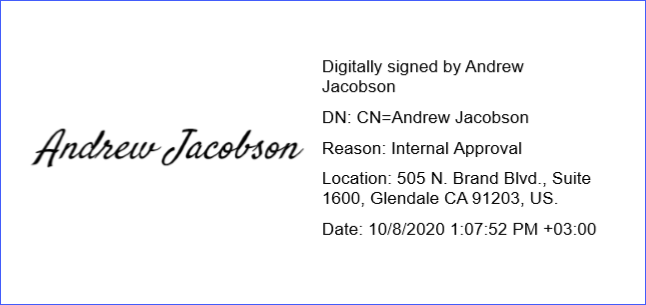 Andrew Jacobson
Digitally signed by Andrew
Jacobson
DN: CN=Andrew Jacobson
Reason: Internal Approval
Location: 505 N. Brand Blvd., Suite
1600, Glendale CA 91203, US.
Date: 10/8/2020 1:07:52 PM +03:00